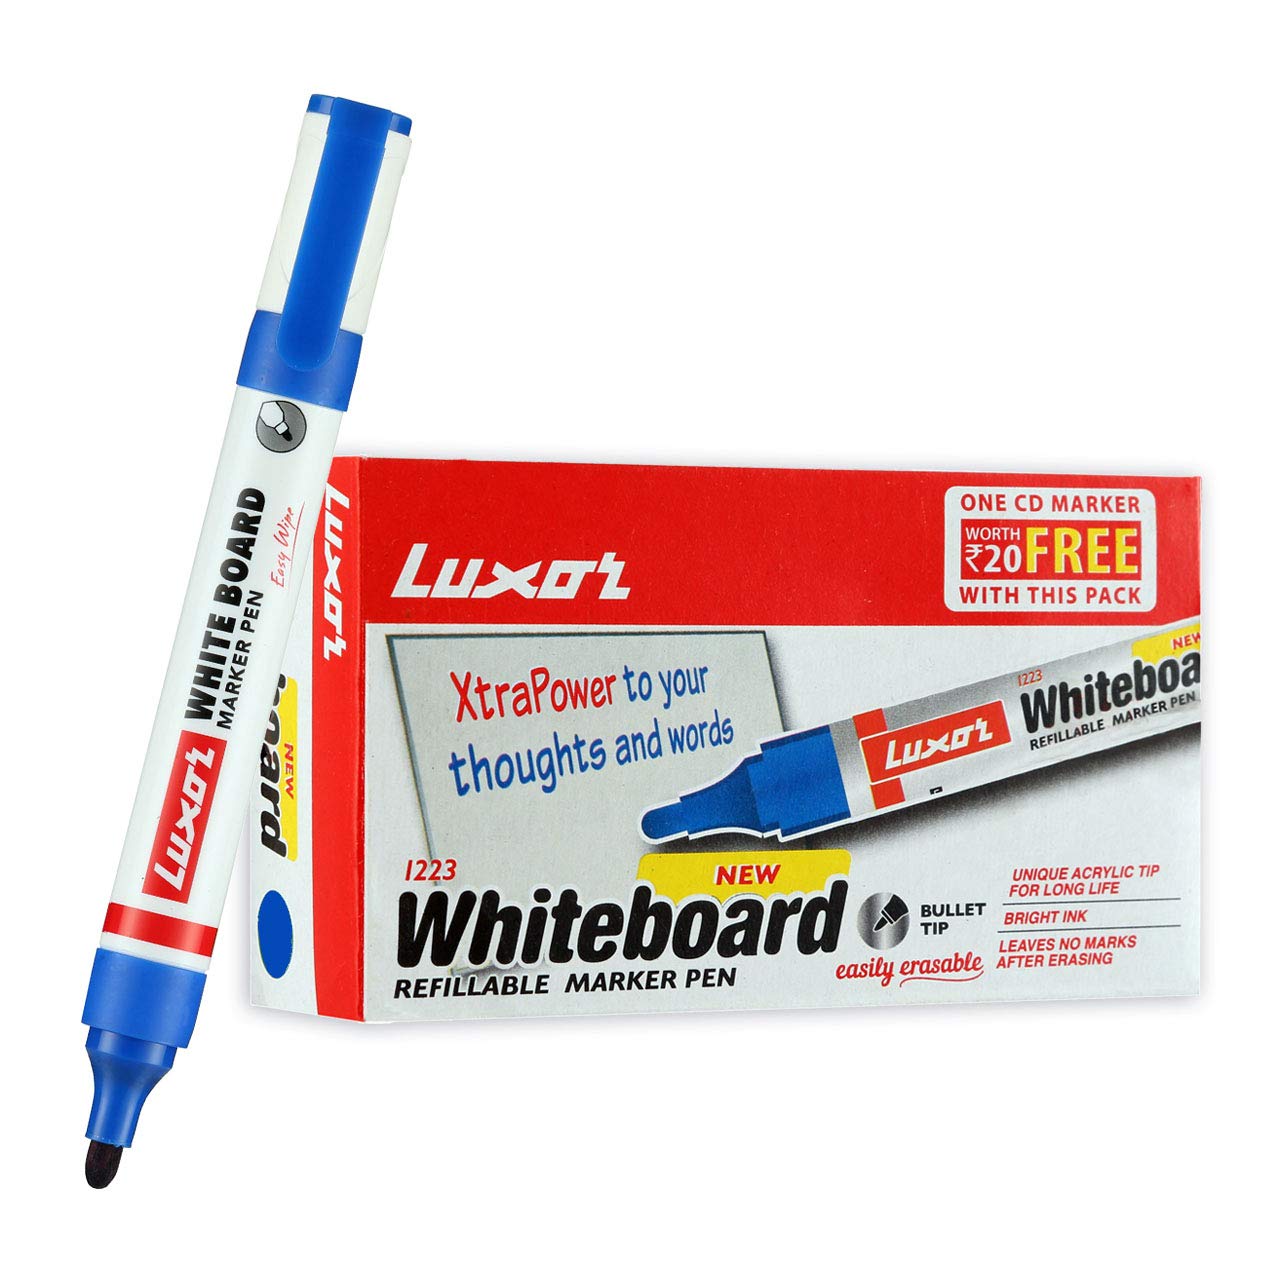 WHITE BOARD
MARKER PEN
Easy Wipe
Luxor
Luxor
NEW
board
Luxor
ONE CD MARKER
WORTH
₹20 FREE
WITH THIS PACK
XtraPower to your
thoughts and words
NEW
1223
Whiteboa
REFILLABLE MARKER PEN
Luxor
1223
NEW
Whiteboard
REFILLABLE MARKER PEN
BULLET
TIP
easily erasable
UNIQUE ACRYLIC TIP
FOR LONG LIFE
BRIGHT INK
LEAVES NO MARKS
AFTER ERASING